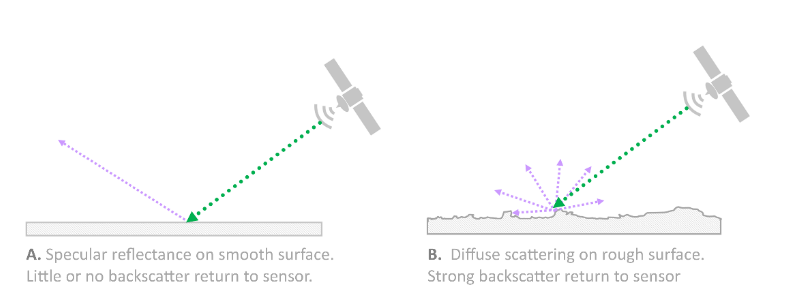 A. Specular reflectance on smooth surface.
Little or no backscatter return to sensor.
B. Diffuse scattering on rough surface.
Strong backscatter return to sensor